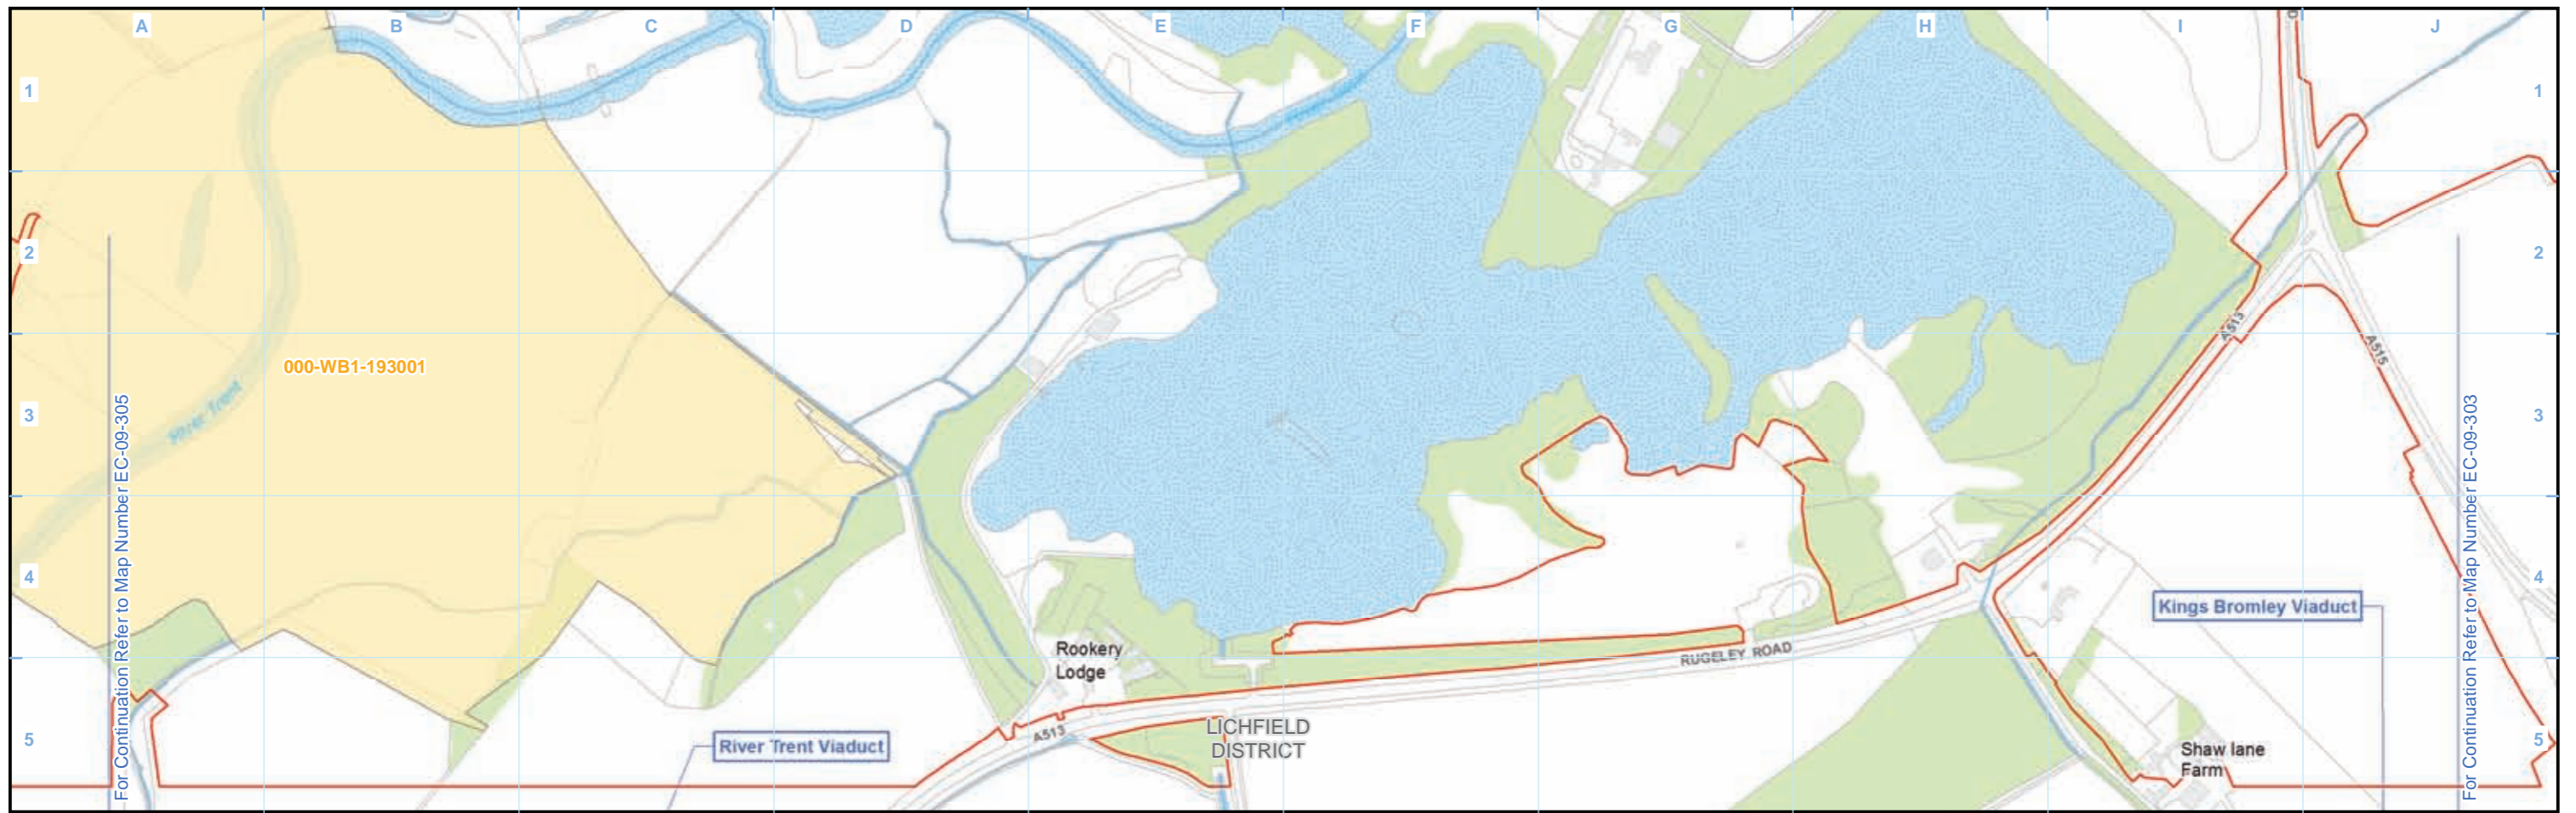 A B C D E F G H I J
1 1
2 2
A513
A515
000-WB1-193001
River Trent
3 3
For Continuation Refer to Map Number EC-09-305
For Continuation Refer to Map Number EC-09-303
4 4
Kings Bromley Viaduct
Rookery
Lodge
RUGELEY ROAD
LICHFIELD
DISTRICT
A513
River Trent Viaduct
5 5
Shaw lane
Farm